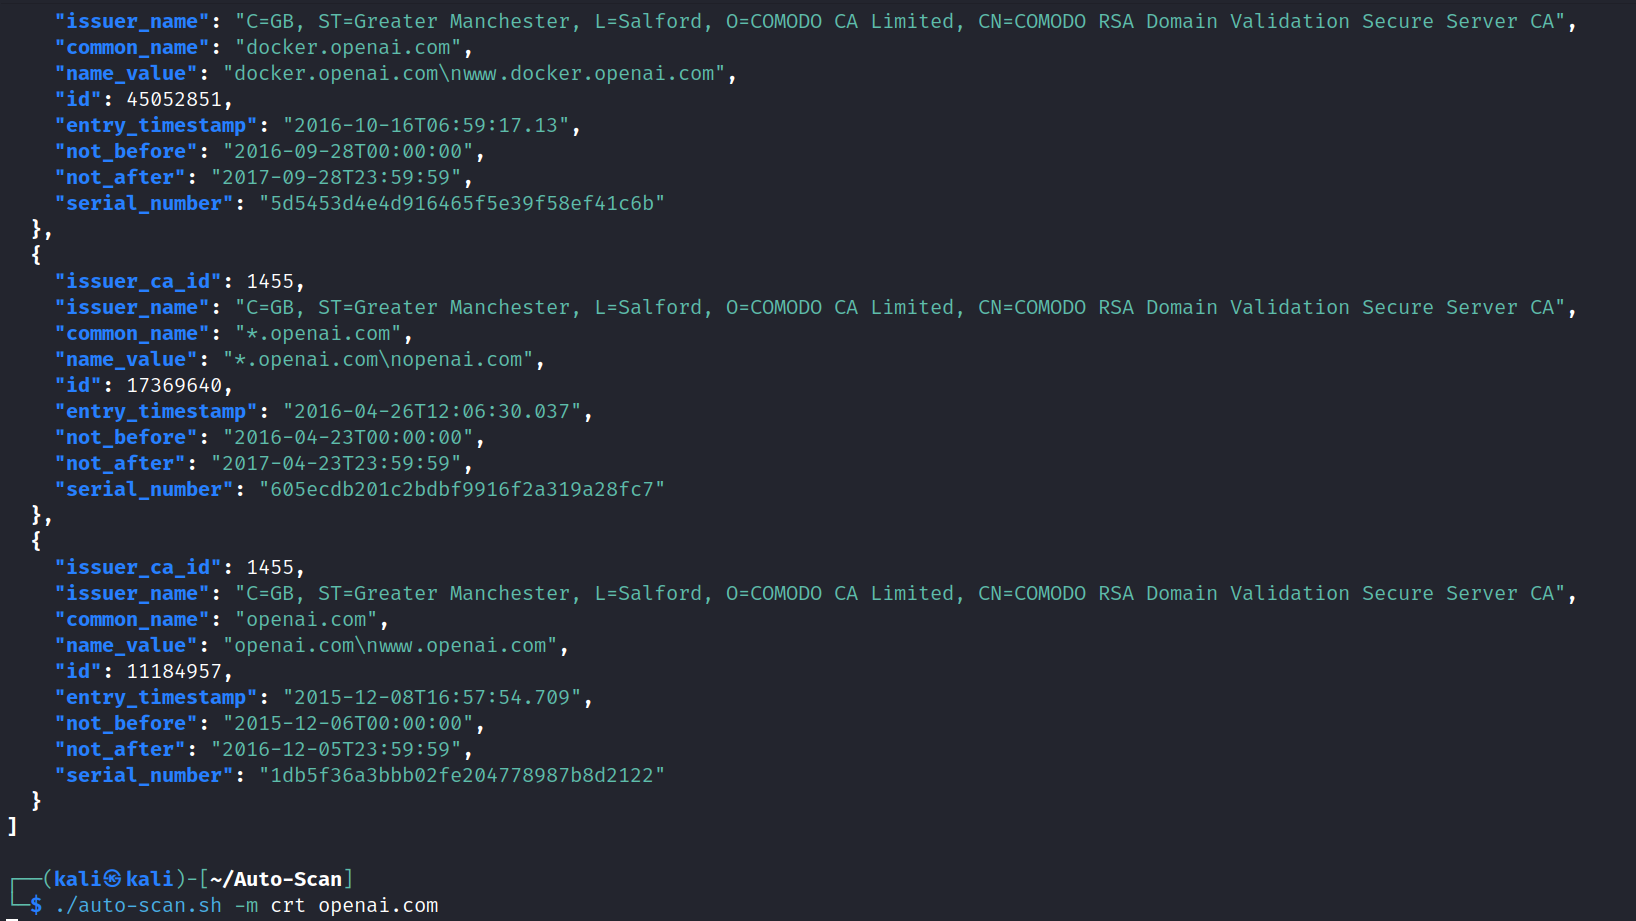 "issuer_name": "C=GB, ST=Greater Manchester, L=Salford, O=COMODO CA Limited, CN=COMODO RSA Domain Validation Secure Server CA",
"common_name": "docker.openai.com",
"name_value": "docker.openai.com\nwww.docker.openai.com",
"id": 45052851,
"entry_timestamp": "2016-10-16T06:59:17.13",
"not_before": "2016-09-28T00:00:00",
"not_after": "2017-09-28T23:59:59",
"serial_number": "5d5453d4e4d916465f5e39f58ef41c6b"
},
{
"issuer_ca_id": 1455,
"issuer_name": "C=GB, ST=Greater Manchester, L=Salford, O=COMODO CA Limited, CN=COMODO RSA Domain Validation Secure Server CA",
"common_name": "*.openai.com",
"name_value": "*.openai.com\nopenai.com",
"id": 17369640,
"entry_timestamp": "2016-04-26T12:06:30.037",
"not_before": "2016-04-23T00:00:00",
"not_after": "2017-04-23T23:59:59",
"serial_number": "605ecdb201c2bdbf9916f2a319a28fc7"
},
{
"issuer_ca_id": 1455,
"issuer_name": "C=GB, ST=Greater Manchester, L=Salford, O=COMODO CA Limited, CN=COMODO RSA Domain Validation Secure Server CA",
"common_name": "openai.com",
"name_value": "openai.com\nwww.openai.com",
"id": 11184957,
"entry_timestamp": "2015-12-08T16:57:54.709",
"not_before": "2015-12-06T00:00:00",
"not_after": "2016-12-05T23:59:59",
"serial_number": "1db5f36a3bbb02fe204778987b8d2122"
}
]
┌──(kali㉿kali)-[~/Auto-Scan]
└─$ ./auto-scan.sh -m crt openai.com